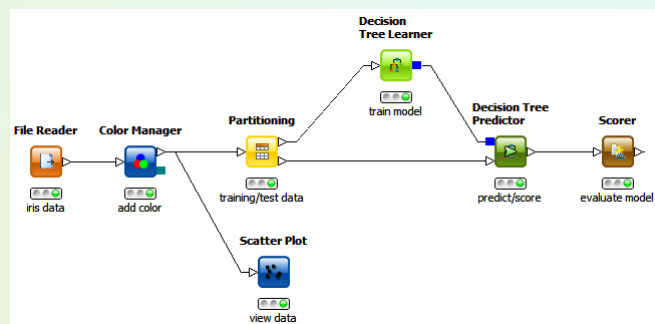 Decision
Tree Learner
train model
File Reader
iris data
Color Manager
add color
Partitioning
training/test data
Decision Tree
Predictor
predict/score
Scorer
evaluate model
Scatter Plot
view data